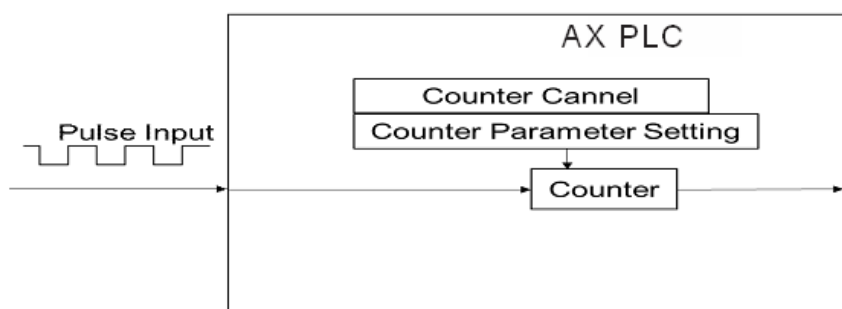 AX PLC
Counter Cannel
Pulse Input
Counter Parameter Setting
Counter